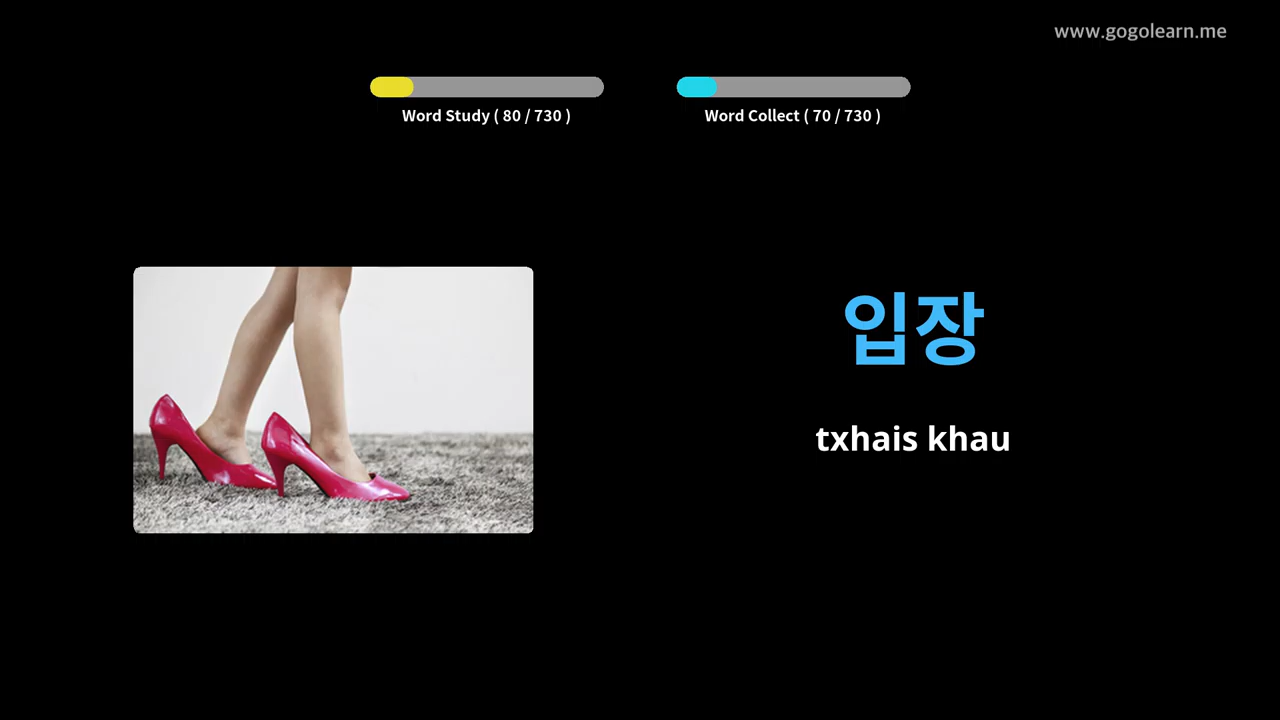 www.gogolearn.me
Word Study ( 80 / 730 )
Word Collect ( 70 / 730 )
입장
txhais khau